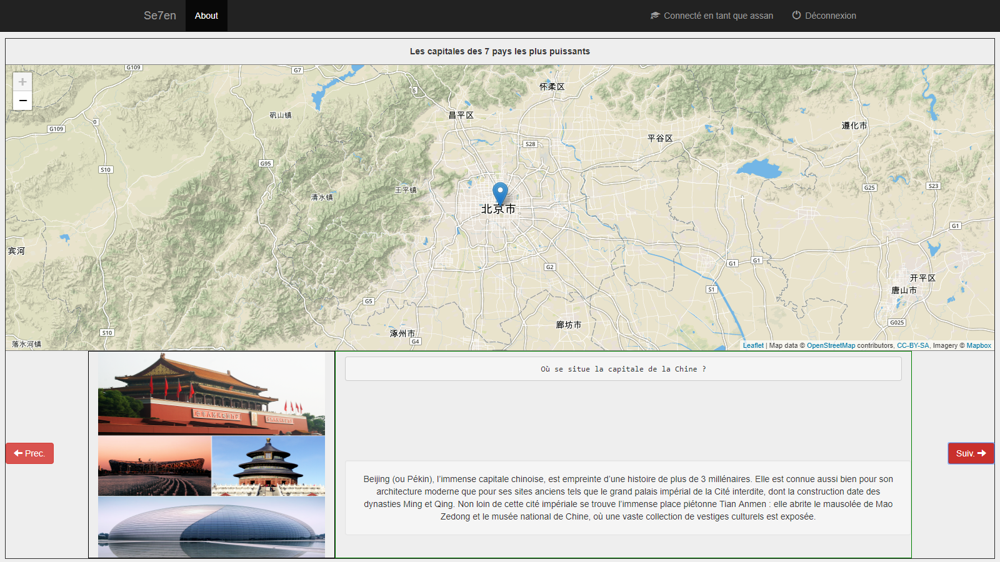 Se7en
About
Connecté en tant que assan
Déconnexion
Les capitales des 7 pays les plus puissants
+
−
G109
G7
6
怀柔区
矾山镇
昌平区
0
G109
遵化市
平谷区
S28
G95
S10
王平镇
清水镇
G25
S23
北京市
G1
宾河
G1
G1
G2
开平区
S1
唐山市
G5
G025
廊坊市
S10
涿州市
G4
落水河镇
Leaflet | Map data © OpenStreetMap contributors, CC-BY-SA, Imagery © Mapbox
Où se situe la capitale de la Chine ?
Prec.
Suiv.
Beijing (ou Pékin), l’immense capitale chinoise, est empreinte d’une histoire de plus de 3 millénaires. Elle est connue aussi bien pour son
architecture moderne que pour ses sites anciens tels que le grand palais impérial de la Cité interdite, dont la construction date des
dynasties Ming et Qing. Non loin de cette cité impériale se trouve l’immense place piétonne Tian Anmen : elle abrite le mausolée de Mao
Zedong et le musée national de Chine, où une vaste collection de vestiges culturels est exposée.